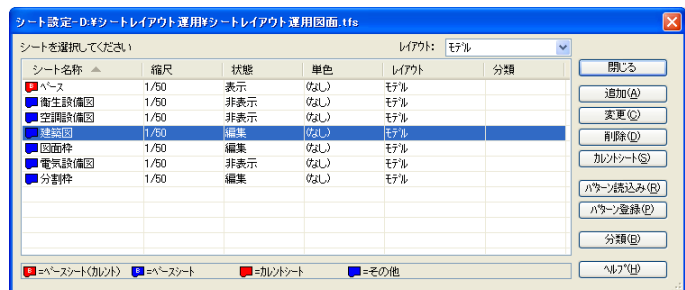 シート設定-D:¥シートレイアウト運用¥シートレイアウト運用図面.tfs
シートを選択してください レイアウト: モデル
シート名称 縮尺 状態 単色 レイアウト 分類
ベース 1/50 表示 (なし) モデル
衛生設備図 1/50 非表示 (なし) モデル
空調設備図 1/50 非表示 (なし) モデル
建築図 1/50 編集 (なし) モデル
図面枠 1/50 編集 (なし) モデル
電気設備図 1/50 非表示 (なし) モデル
分割枠 1/50 編集 (なし) モデル
閉じる
追加(A)
変更(C)
削除(D)
カレントシート(S)
パターン読込み(R)
パターン登録(P)
分類(B)
ヘルプ(H)
B =ベースシート(カレント) B =ベースシート =カレントシート =その他